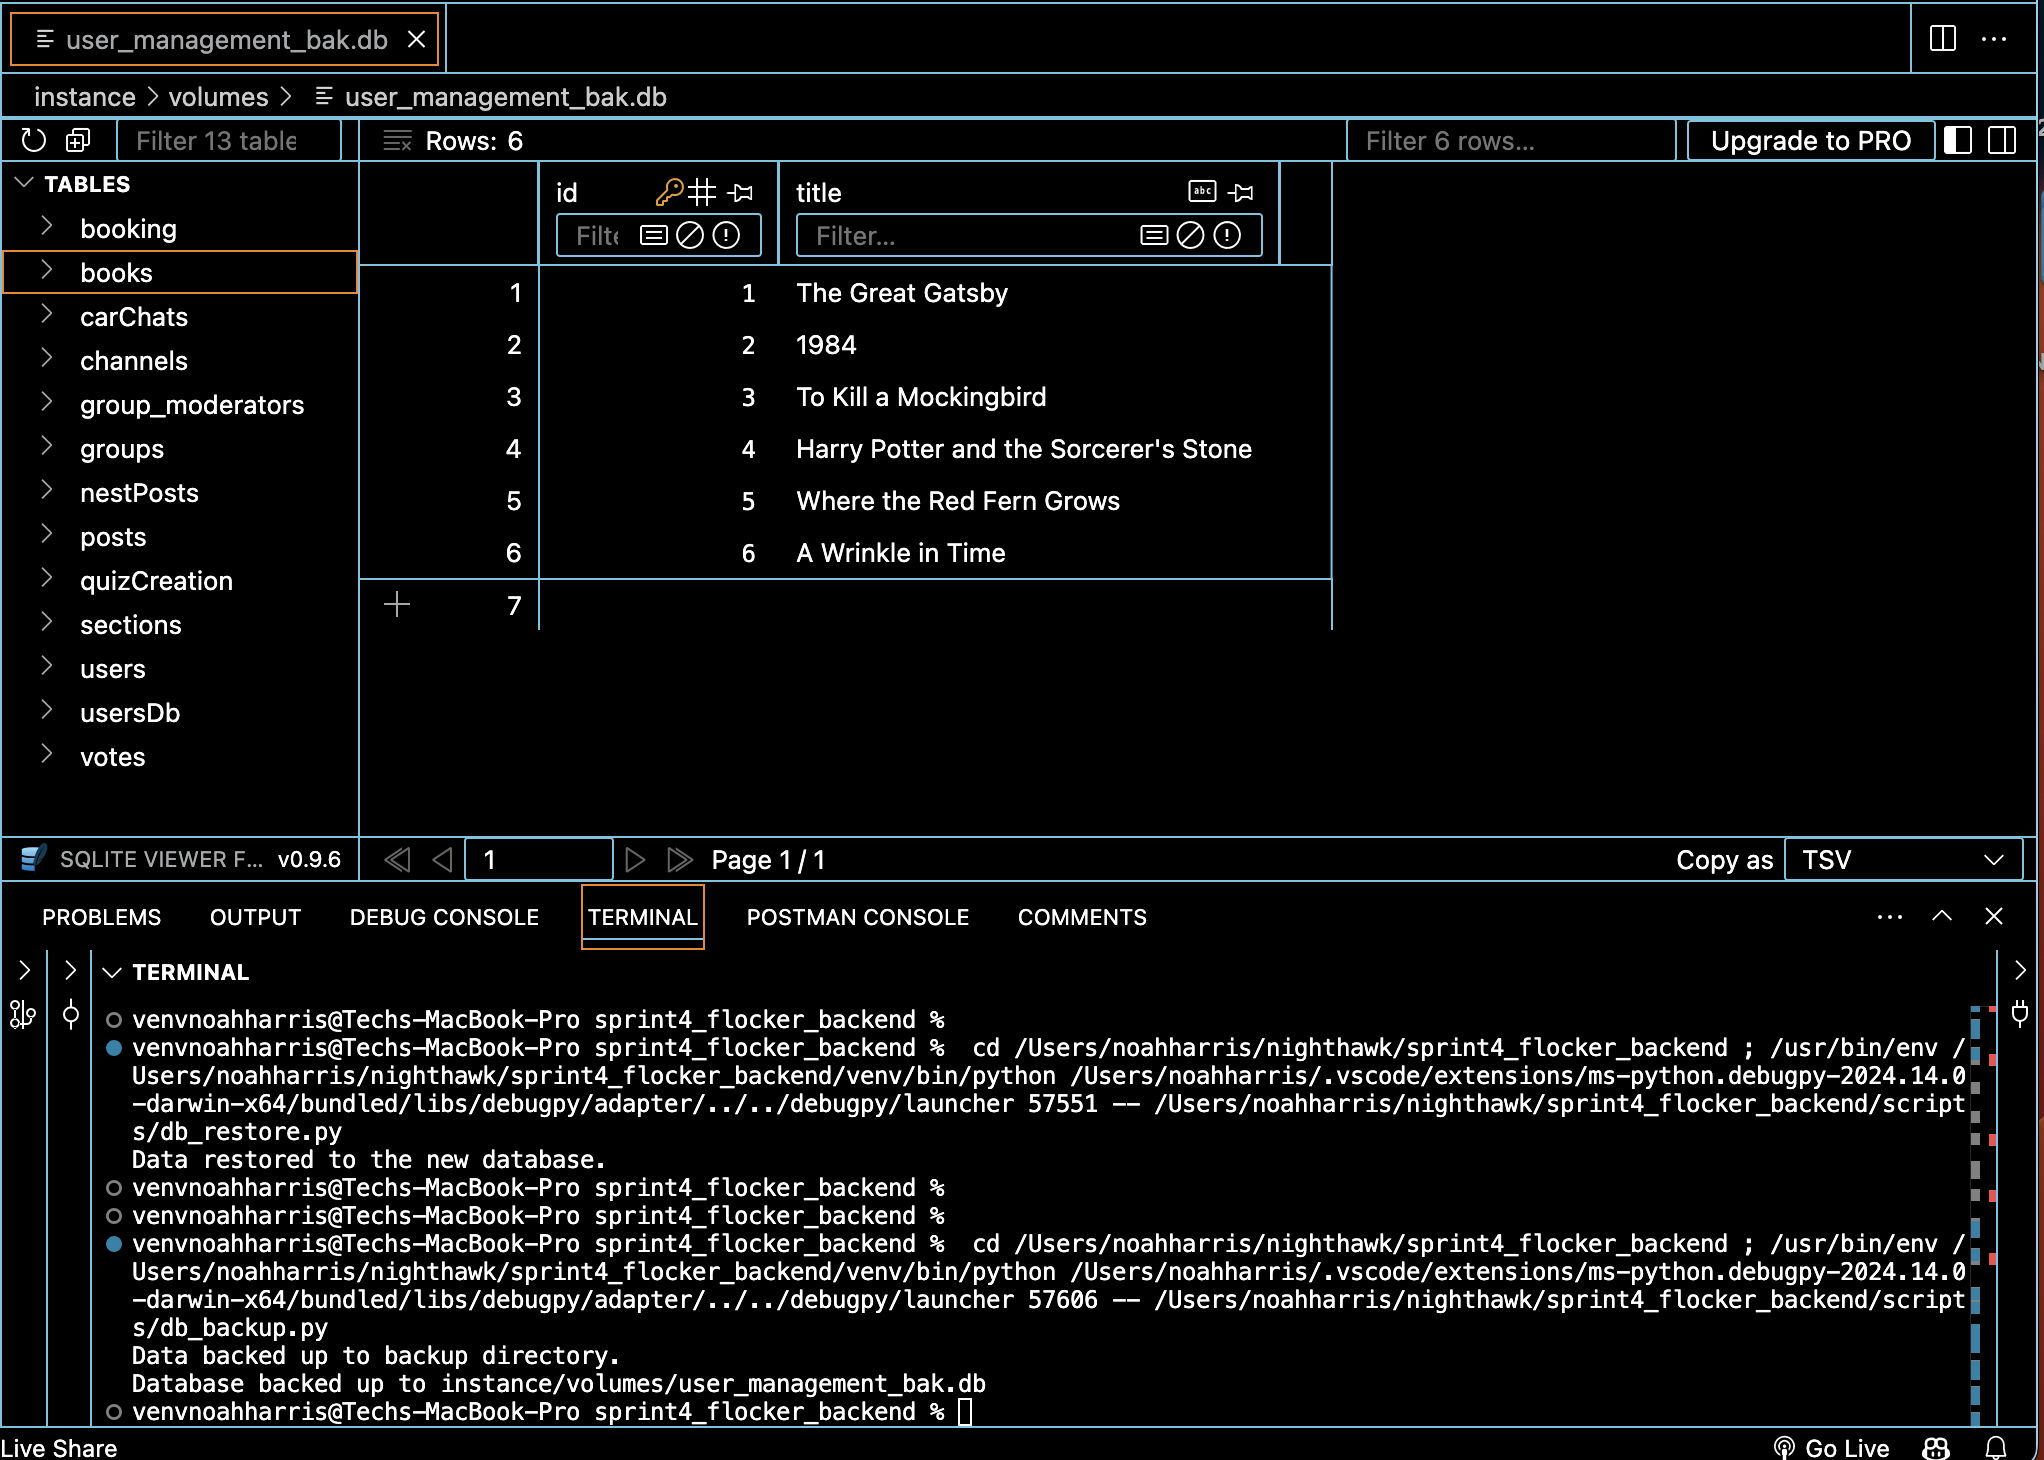 user_management_bak.db
instance > volumes > user_management_bak.db
Filter 13 table
Rows: 6
Filter 6 rows...
Upgrade to PRO
TABLES
booking
books
carChats
channels
group_moderators
groups
nestPosts
posts
quizCreation
sections
users
usersDb
votes
id
title
abc
Filte
Filter...
1 1 The Great Gatsby
2 2 1984
3 3 To Kill a Mockingbird
4 4 Harry Potter and the Sorcerer's Stone
5 5 Where the Red Fern Grows
6 6 A Wrinkle in Time
7
SQLITE VIEWER F... v0.9.6
1
Page 1 / 1
Copy as
TSV
PROBLEMS OUTPUT DEBUG CONSOLE TERMINAL POSTMAN CONSOLE COMMENTS
TERMINAL
venvnoahharris@Techs-MacBook-Pro sprint4_flocker_backend %
venvnoahharris@Techs-MacBook-Pro sprint4_flocker_backend %  cd /Users/noahharris/nighthawk/sprint4_flocker_backend ; /usr/bin/env /
Users/noahharris/nighthawk/sprint4_flocker_backend/venv/bin/python /Users/noahharris/.vscode/extensions/ms-python.debugpy-2024.14.0
-darwin-x64/bundled/libs/debugpy/adapter/../../debugpy/launcher 57551 -- /Users/noahharris/nighthawk/sprint4_flocker_backend/script
s/db_restore.py
Data restored to the new database.
venvnoahharris@Techs-MacBook-Pro sprint4_flocker_backend %
venvnoahharris@Techs-MacBook-Pro sprint4_flocker_backend %
venvnoahharris@Techs-MacBook-Pro sprint4_flocker_backend %  cd /Users/noahharris/nighthawk/sprint4_flocker_backend ; /usr/bin/env /
Users/noahharris/nighthawk/sprint4_flocker_backend/venv/bin/python /Users/noahharris/.vscode/extensions/ms-python.debugpy-2024.14.0
-darwin-x64/bundled/libs/debugpy/adapter/../../debugpy/launcher 57606 -- /Users/noahharris/nighthawk/sprint4_flocker_backend/script
s/db_backup.py
Data backed up to backup directory.
Database backed up to instance/volumes/user_management_bak.db
venvnoahharris@Techs-MacBook-Pro sprint4_flocker_backend %
Live Share
Go Live